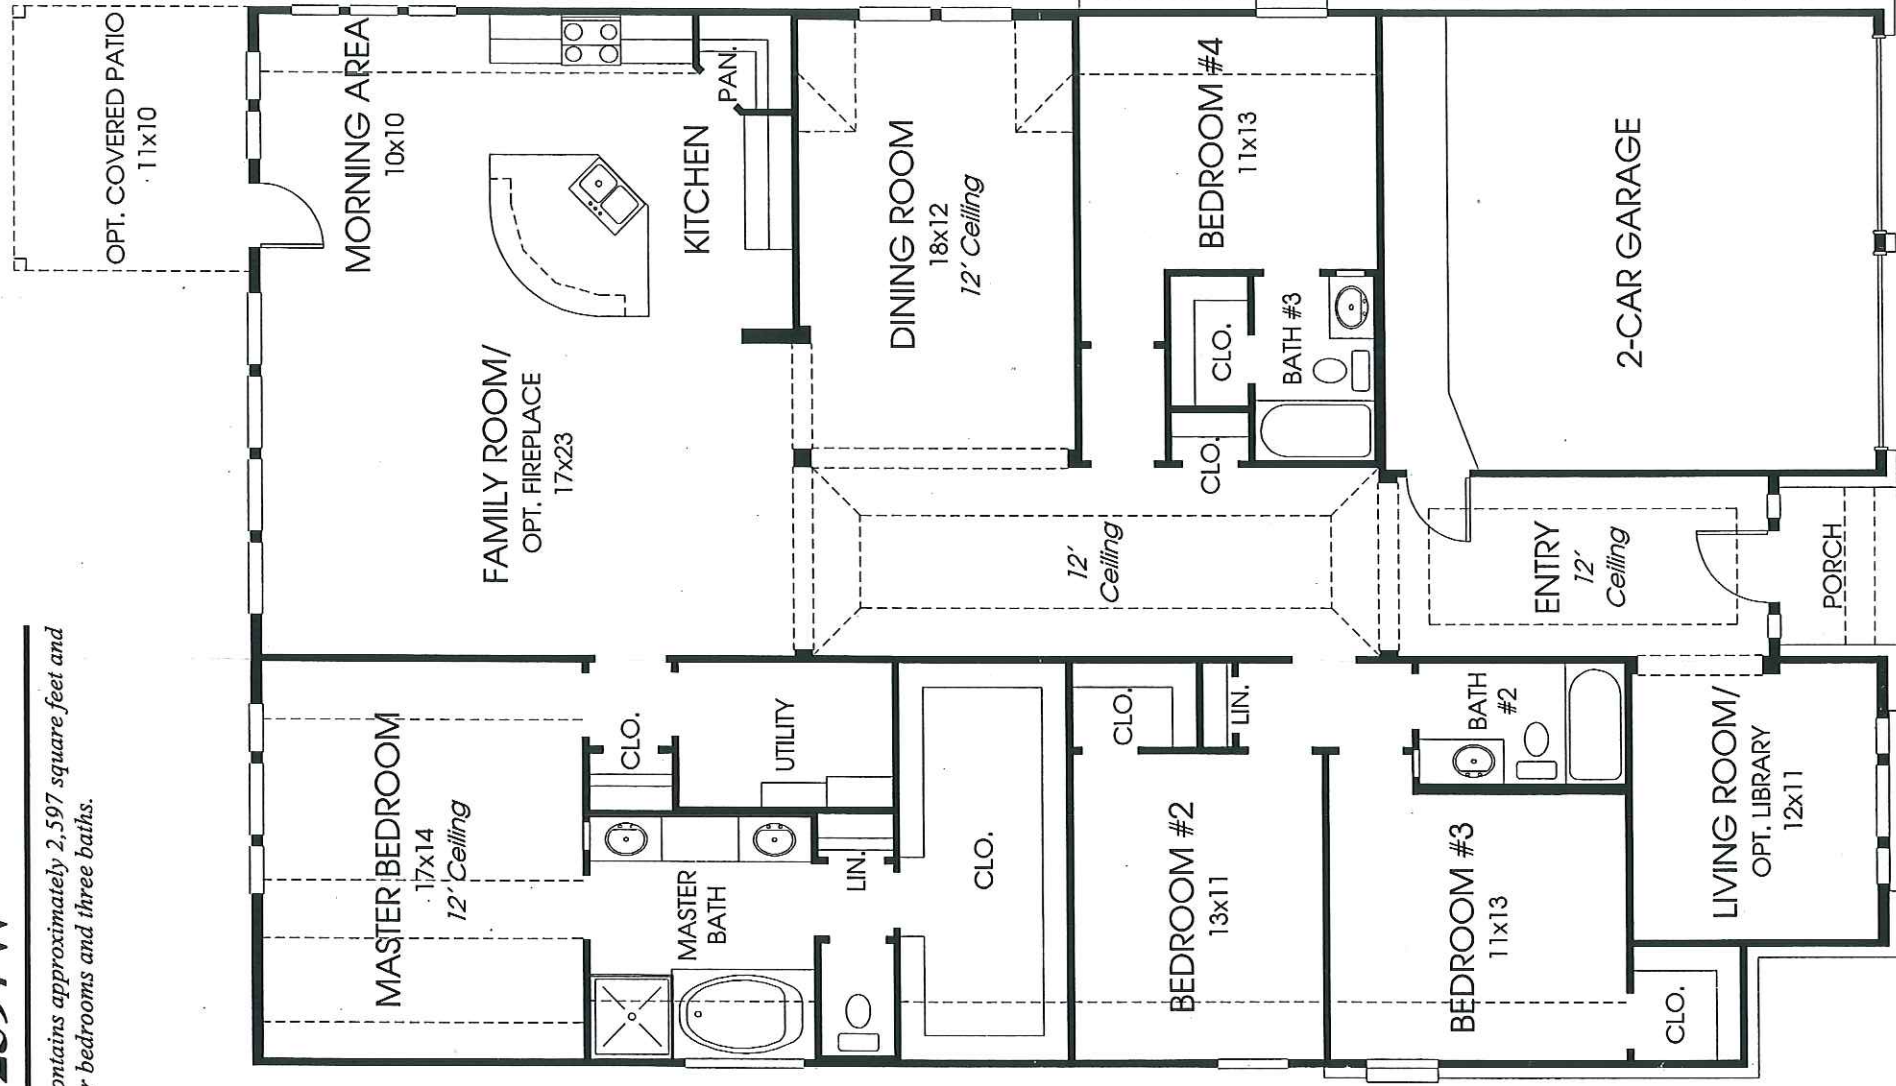 ontains approximately 2,597 square feet and
bedrooms and three baths.
OPT. COVERED PATIO
11x10
MORNING AREA
10x10
PAN.
KITCHEN
FAMILY ROOM/
OPT. FIREPLACE
17x23
DINING ROOM
18x12
12' Ceiling
BEDROOM #4
11x13
CLO.
BATH #3
CLO.
2-CAR GARAGE
12'
Ceiling
ENTRY
12'
Ceiling
PORCH
MASTER BEDROOM
17x14
12' Ceiling
CLO.
UTILITY
MASTER
BATH
LIN.
CLO.
CLO.
LIN.
BEDROOM #2
13x11
BATH
#2
BEDROOM #3
11x13
CLO.
LIVING ROOM/
OPT. LIBRARY
12x11